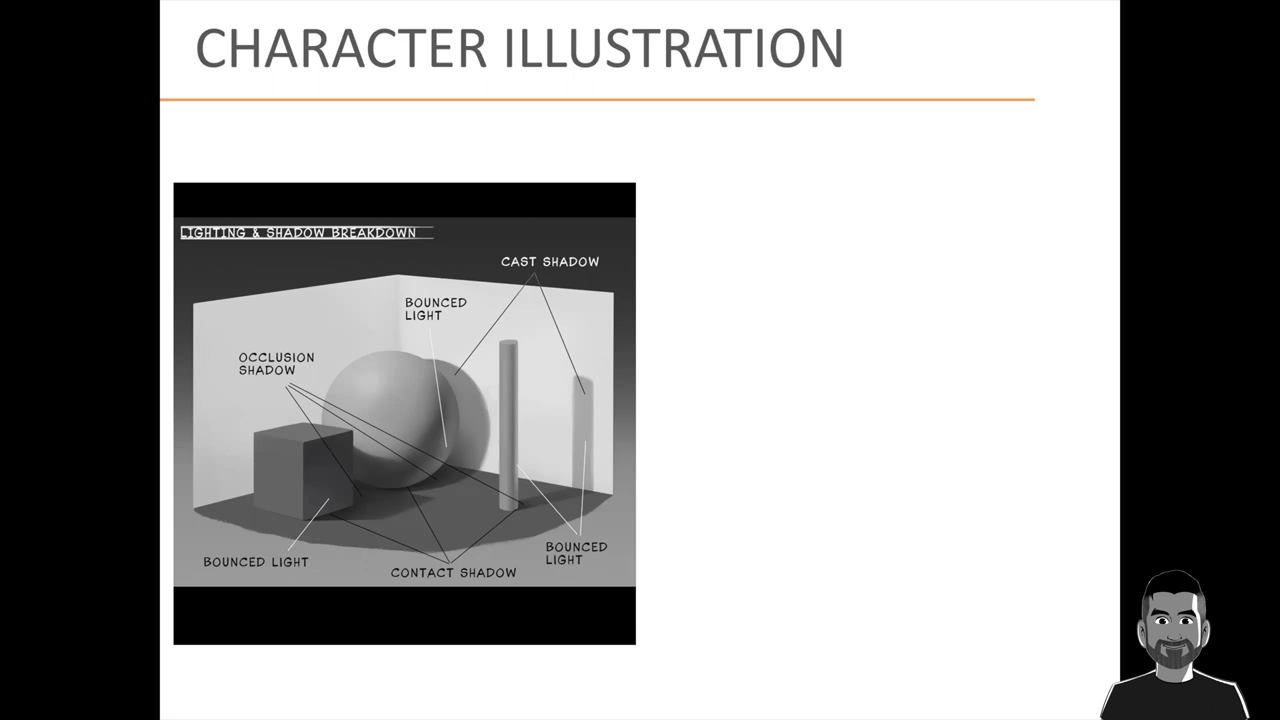 CHARACTER ILLUSTRATION
LIGHTING & SHADOW BREAKDOWN
CAST SHADOW
BOUNCED
LIGHT
OCCLUSION
SHADOW
BOUNCED LIGHT
CONTACT SHADOW
BOUNCED
LIGHT